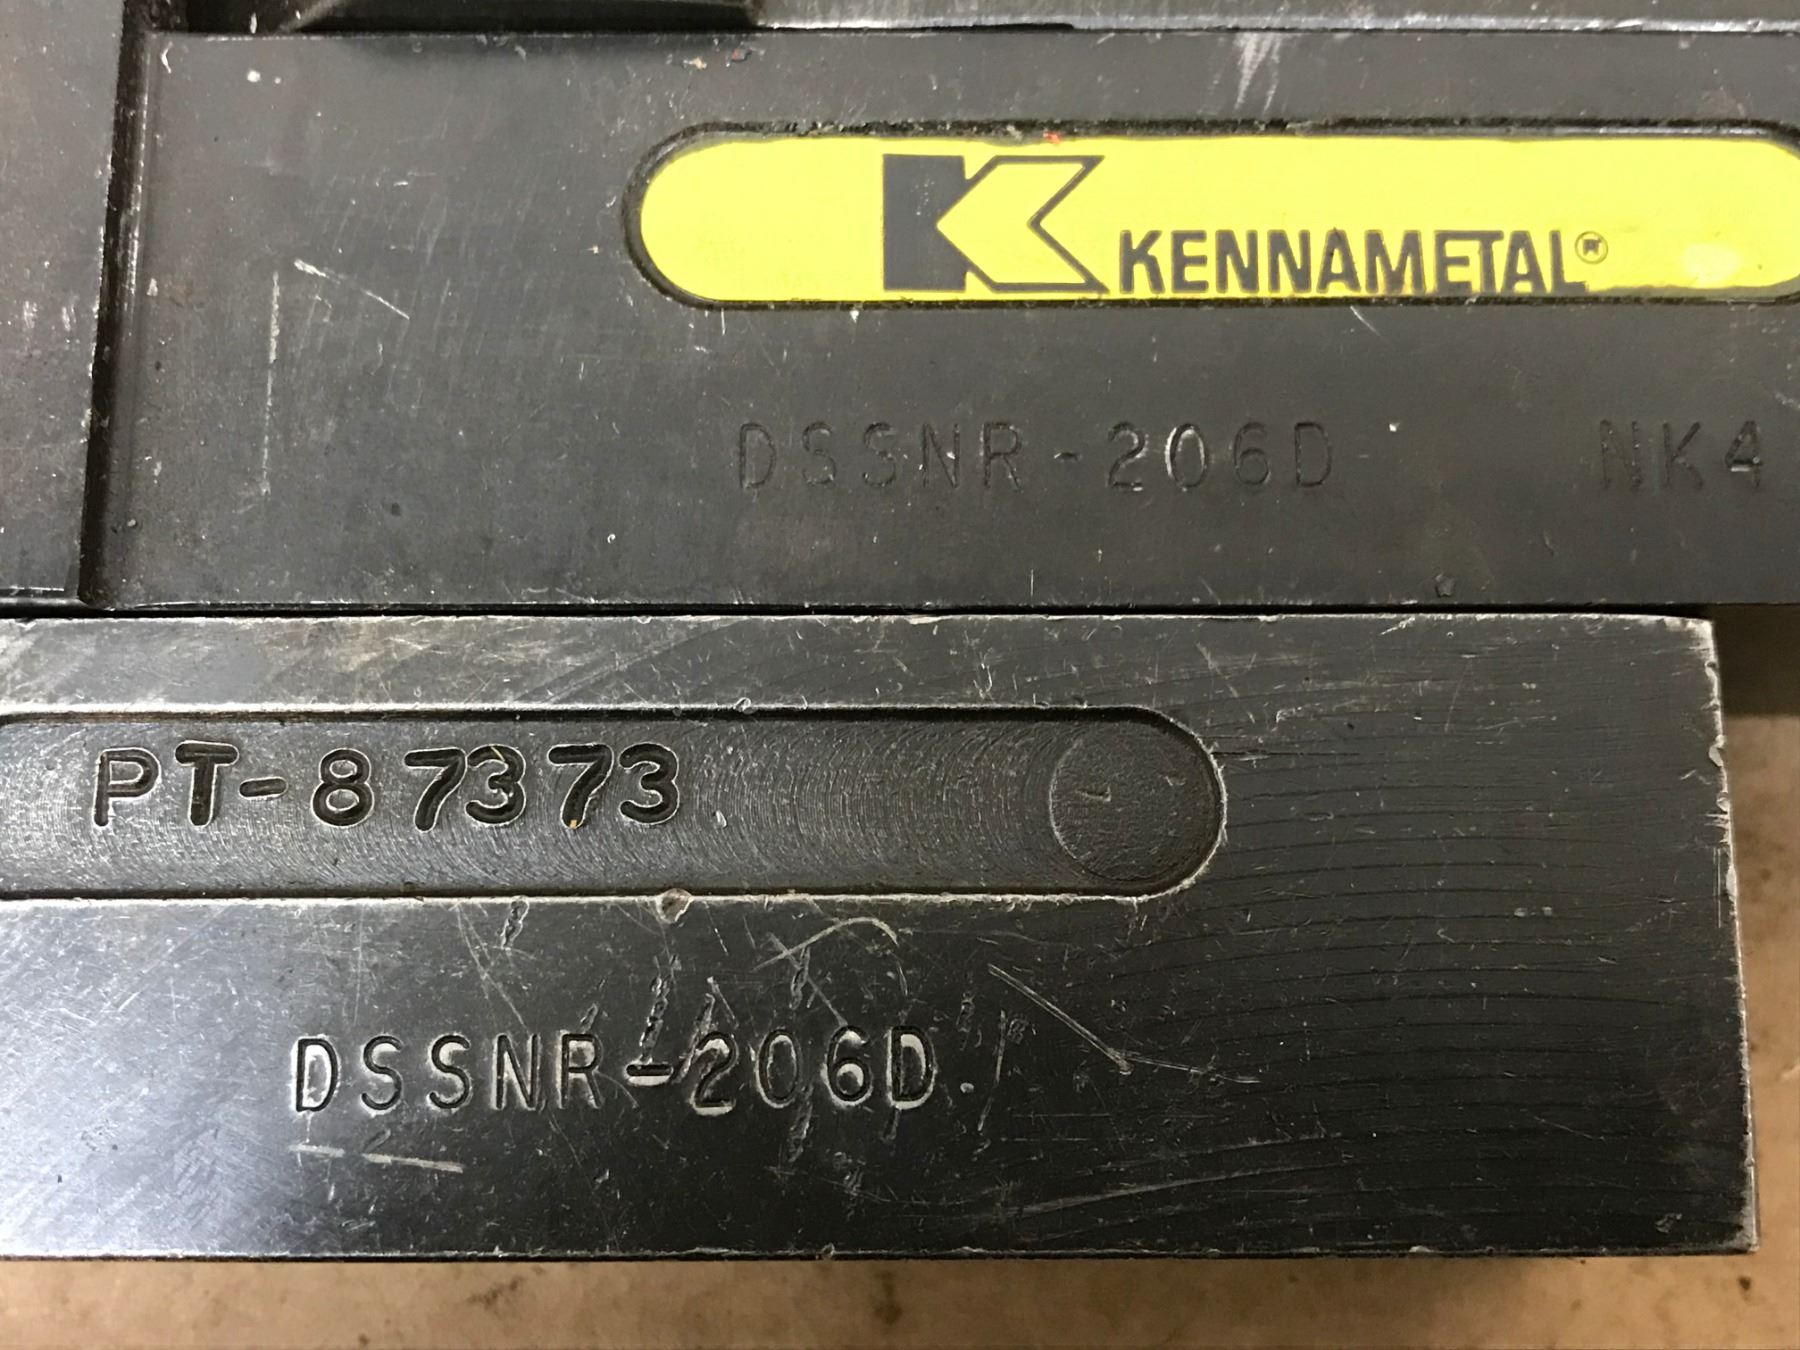 K KENNAMETAL®
DSSNR-206D NK4
PT-87373
DSSNR-206D